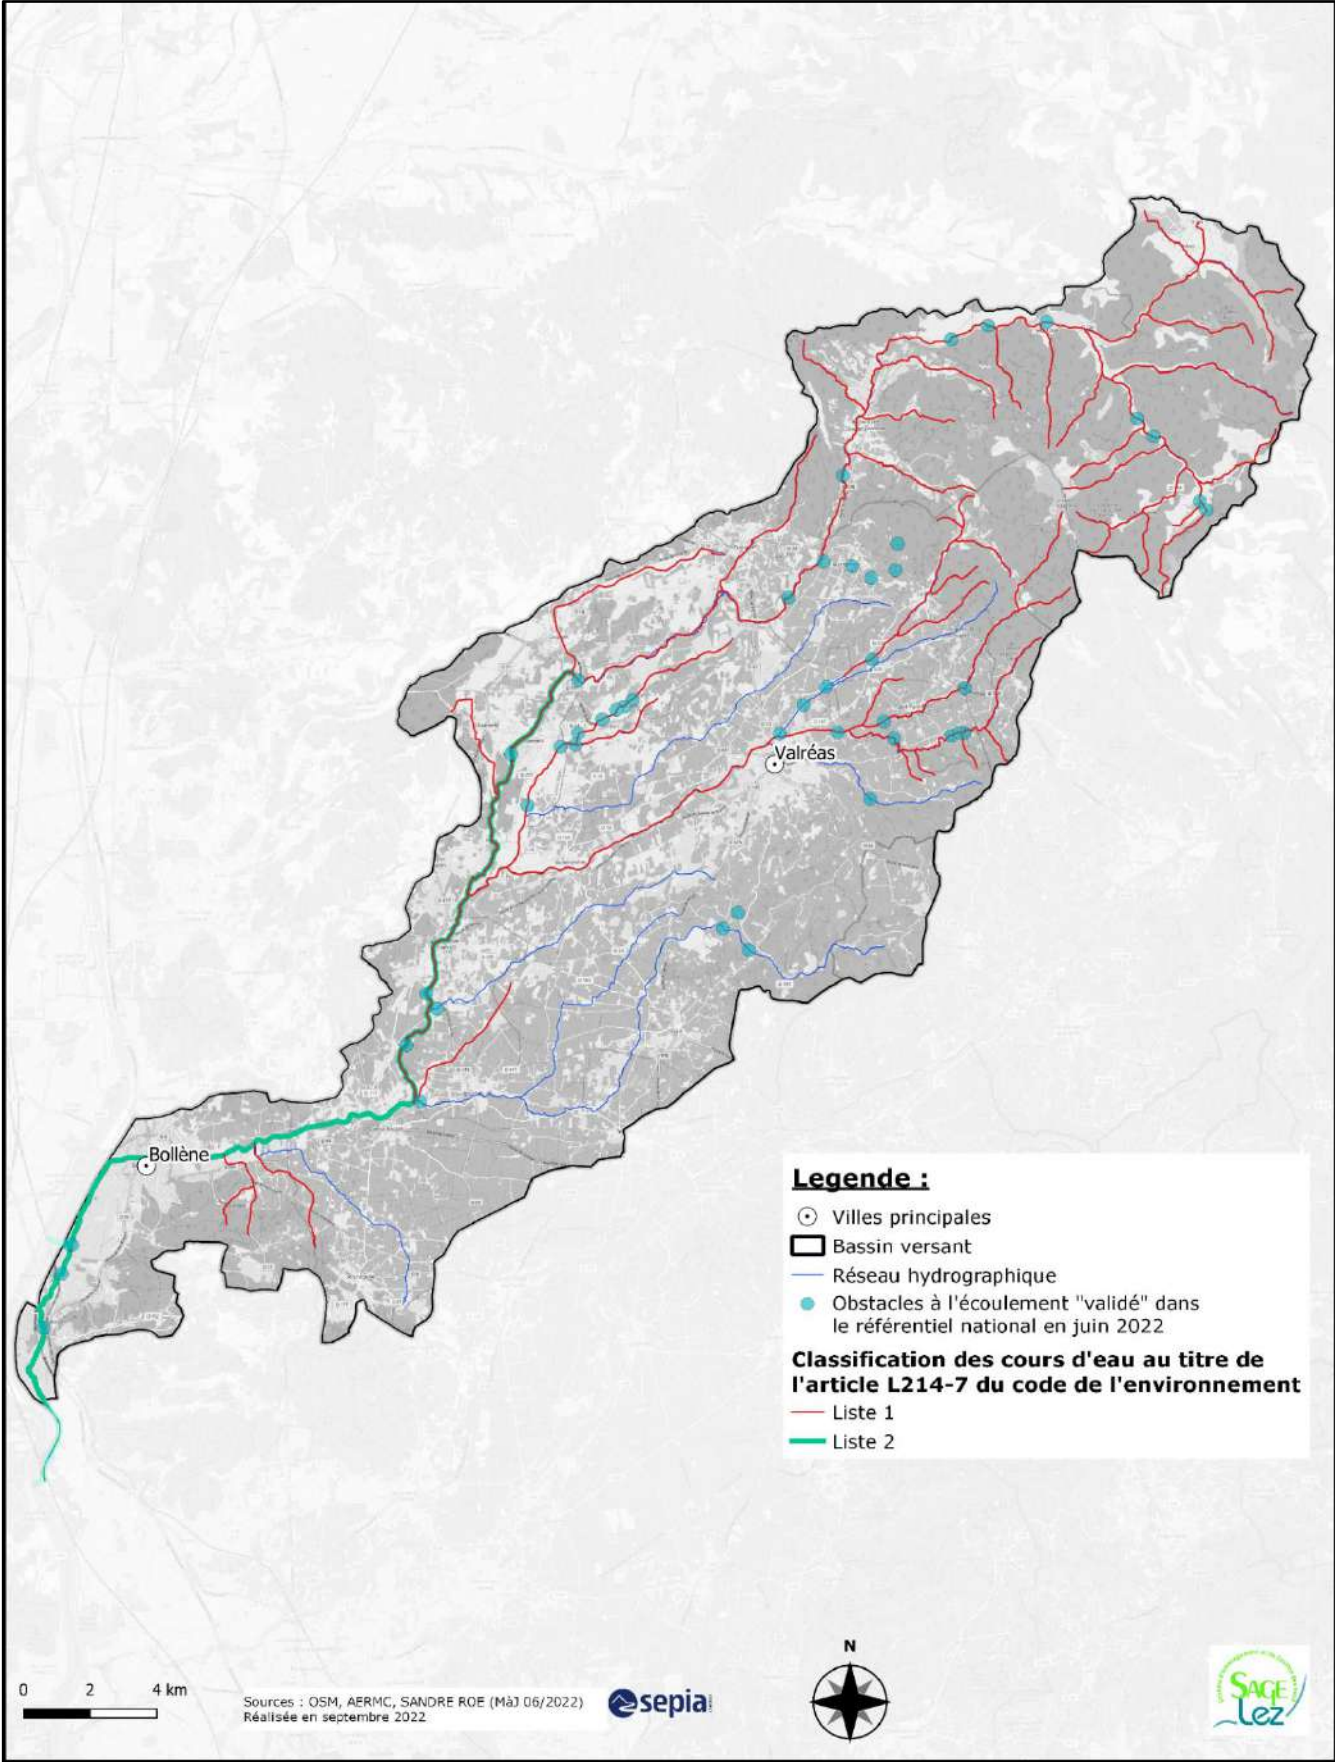 Valréas
Bollène
Legende :
Villes principales
Bassin versant
Réseau hydrographique
Obstacles à l'écoulement "validé" dans
le référentiel national en juin 2022
Classification des cours d'eau au titre de
l'article L214-7 du code de l'environnement
Liste 1
Liste 2
N
0 2 4 km
Sources : OSM, AERMC, SANDRE ROE (MàJ 06/2022)
Réalisée en septembre 2022
sepia
SAGE
Lez